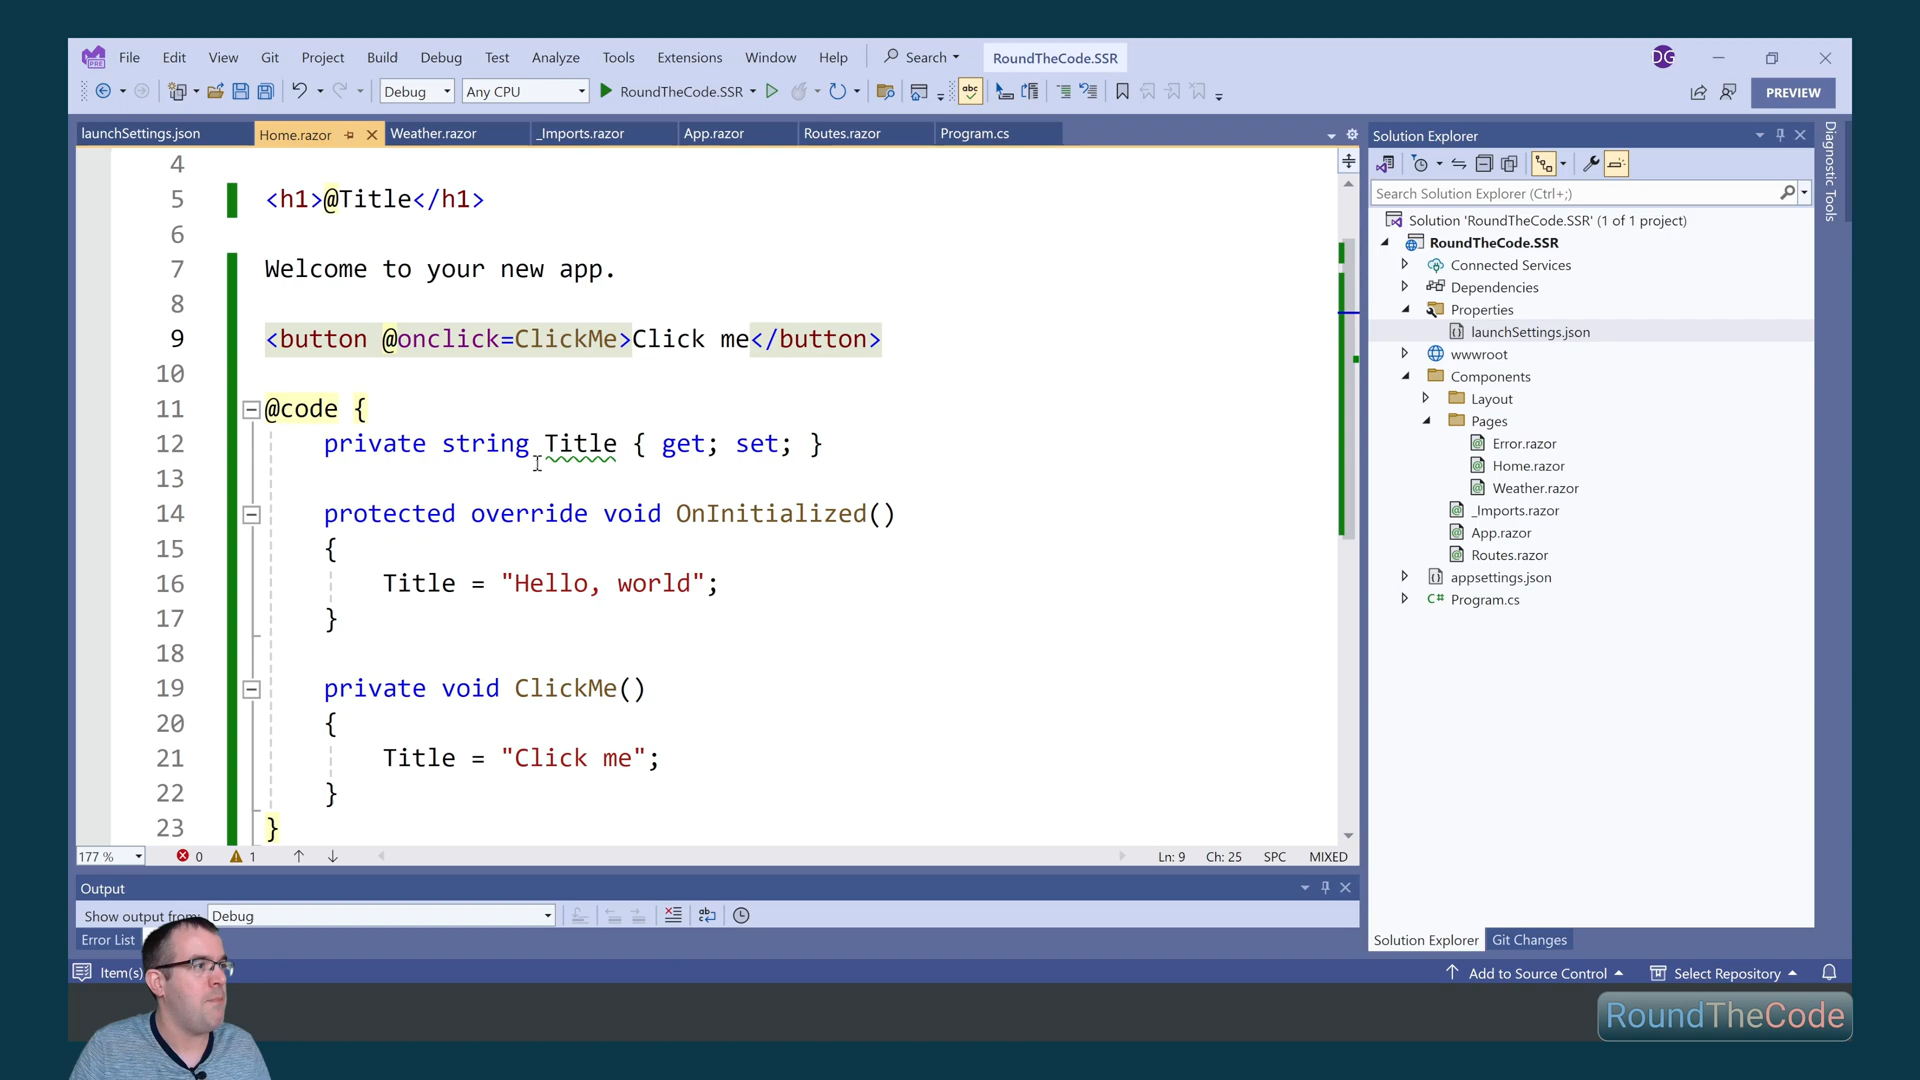 File Edit View Git Project Build Debug Test Analyze Tools Extensions Window Help Search RoundTheCode.SSR DG
Debug Any CPU RoundTheCode.SSR abc PREVIEW
launchSettings.json Home.razor Weather.razor _Imports.razor App.razor Routes.razor Program.cs
4
5 <h1>@Title</h1>
6
7 Welcome to your new app.
8
9 <button @onclick=ClickMe>Click me</button>
10
11 @code {
12 private string Title { get; set; }
13
14 protected override void OnInitialized()
15 {
16 Title = "Hello, world";
17 }
18
19 private void ClickMe()
20 {
21 Title = "Click me";
22 }
23 }
177 % 0 1 Ln: 9 Ch: 25 SPC MIXED
Output
Show output from: Debug
Error List
Item(s)
Solution Explorer
Search Solution Explorer (Ctrl+;)
Solution 'RoundTheCode.SSR' (1 of 1 project)
RoundTheCode.SSR
Connected Services
Dependencies
Properties
launchSettings.json
wwwroot
Components
Layout
Pages
Error.razor
Home.razor
Weather.razor
_Imports.razor
App.razor
Routes.razor
appsettings.json
C# Program.cs
Solution Explorer Git Changes
Diagnostic Tools
Add to Source Control Select Repository
RoundTheCode